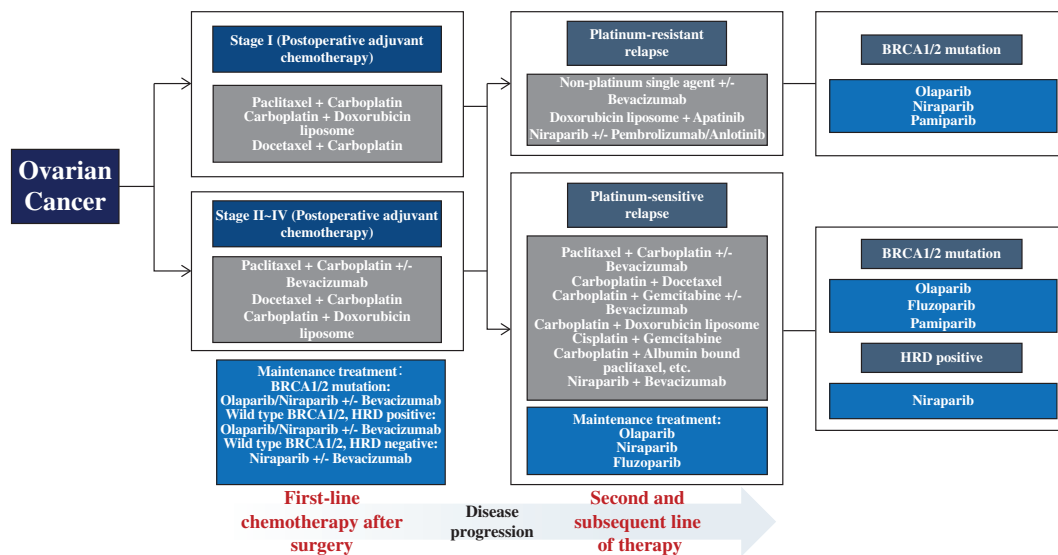 Ovarian
Cancer
Stage I (Postoperative adjuvant
chemotherapy)
Paclitaxel + Carboplatin
Carboplatin + Doxorubicin
liposome
Docetaxel + Carboplatin
Stage II~IV (Postoperative adjuvant
chemotherapy)
Paclitaxel + Carboplatin +/-
Bevacizumab
Docetaxel + Carboplatin
Carboplatin + Doxorubicin
liposome
Maintenance treatment:
BRCA1/2 mutation:
Olaparib/Niraparib +/- Bevacizumab
Wild type BRCA1/2, HRD positive:
Olaparib/Niraparib +/- Bevacizumab
Wild type BRCA1/2, HRD negative:
Niraparib +/- Bevacizumab
Platinum-resistant
relapse
Non-platinum single agent +/-
Bevacizumab
Doxorubicin liposome + Apatinib
Niraparib +/- Pembrolizumab/Anlotinib
Platinum-sensitive
relapse
Paclitaxel + Carboplatin +/-
Bevacizumab
Carboplatin + Docetaxel
Carboplatin + Gemcitabine +/-
Bevacizumab
Carboplatin + Doxorubicin liposome
Cisplatin + Gemcitabine
Carboplatin + Albumin bound
paclitaxel, etc.
Niraparib + Bevacizumab
Maintenance treatment:
Olaparib
Niraparib
Fluzoparib
BRCA1/2 mutation
Olaparib
Niraparib
Pamiparib
BRCA1/2 mutation
Olaparib
Fluzoparib
Pamiparib
HRD positive
Niraparib
First-line
chemotherapy after
surgery
Disease
progression
Second and
subsequent line
of therapy